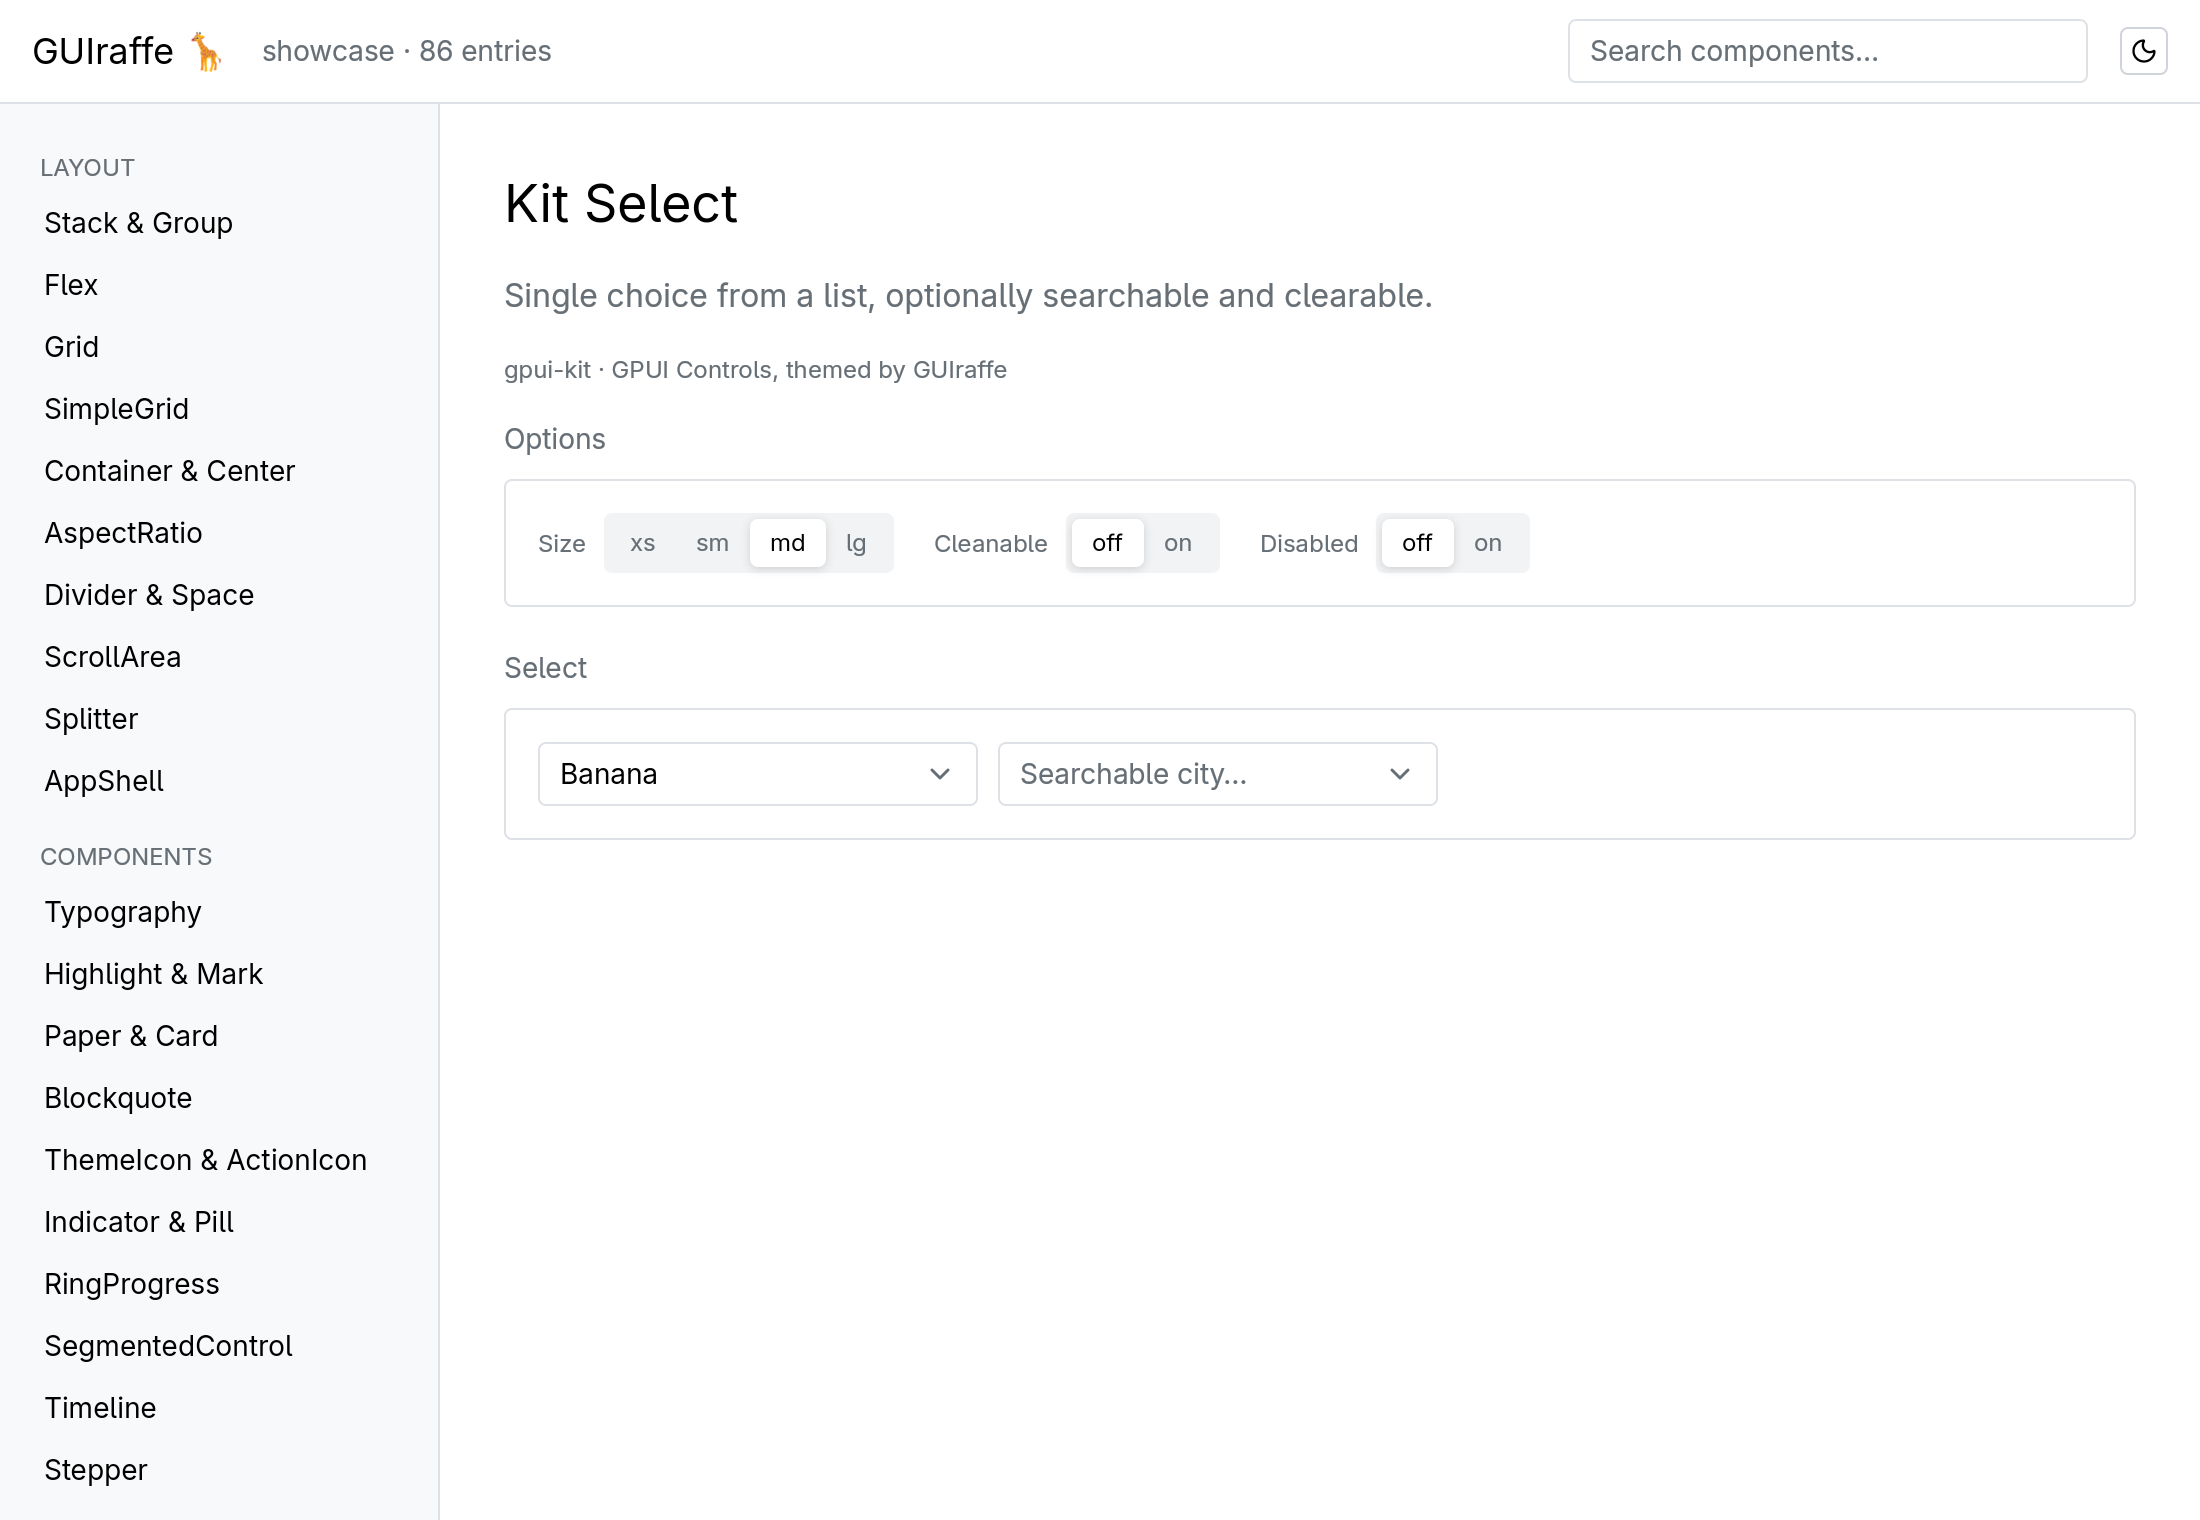 GUIraffe 🦒 showcase · 86 entries Search components...
LAYOUT
Stack & Group
Flex
Grid
SimpleGrid
Container & Center
AspectRatio
Divider & Space
ScrollArea
Splitter
AppShell
COMPONENTS
Typography
Highlight & Mark
Paper & Card
Blockquote
ThemeIcon & ActionIcon
Indicator & Pill
RingProgress
SegmentedControl
Timeline
Stepper
Kit Select
Single choice from a list, optionally searchable and clearable.
gpui-kit · GPUI Controls, themed by GUIraffe
Options
Size xs sm md lg Cleanable off on Disabled off on
Select
Banana Searchable city...